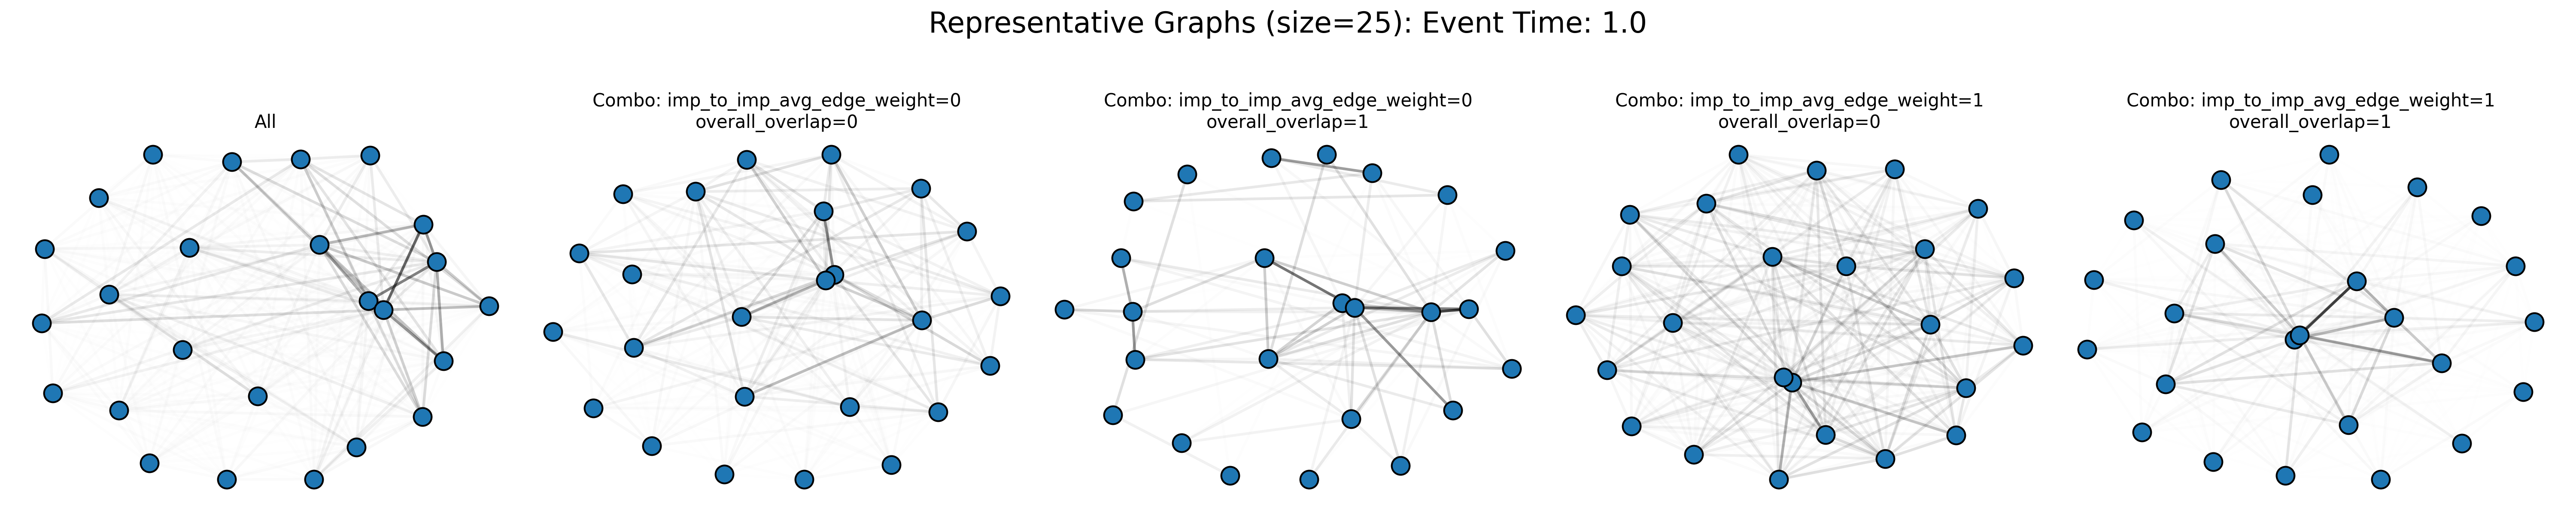 Representative Graphs (size=25): Event Time: 1.0
All
Combo: imp_to_imp_avg_edge_weight=0
overall_overlap=0
Combo: imp_to_imp_avg_edge_weight=0
overall_overlap=1
Combo: imp_to_imp_avg_edge_weight=1
overall_overlap=0
Combo: imp_to_imp_avg_edge_weight=1
overall_overlap=1